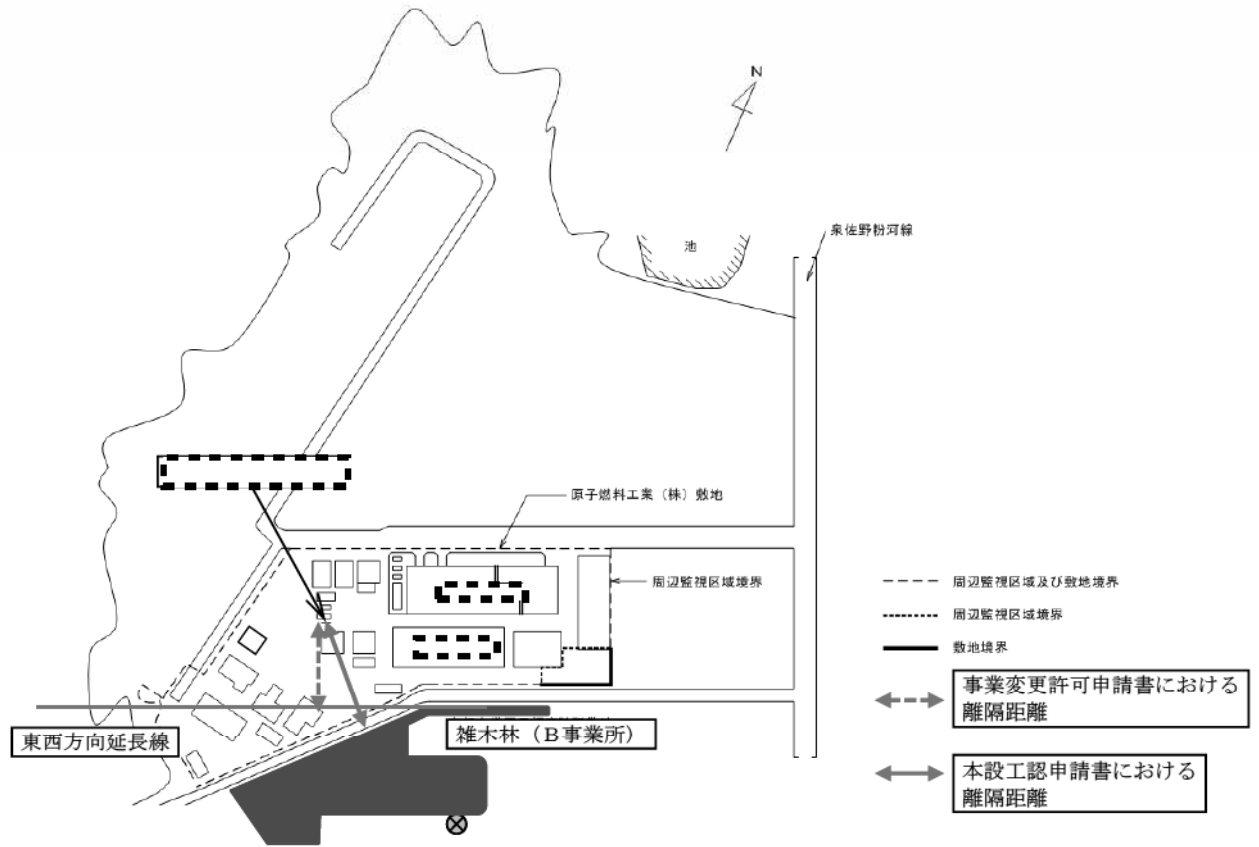 N
泉佐野粉河線
池
原子燃料工業（株）敷地
周辺監視区域境界
周辺監視区域及び敷地境界
周辺監視区域境界
敷地境界
事業変更許可申請書における
離隔距離
東西方向延長線
雑木林（B事業所）
本設工認申請書における
離隔距離